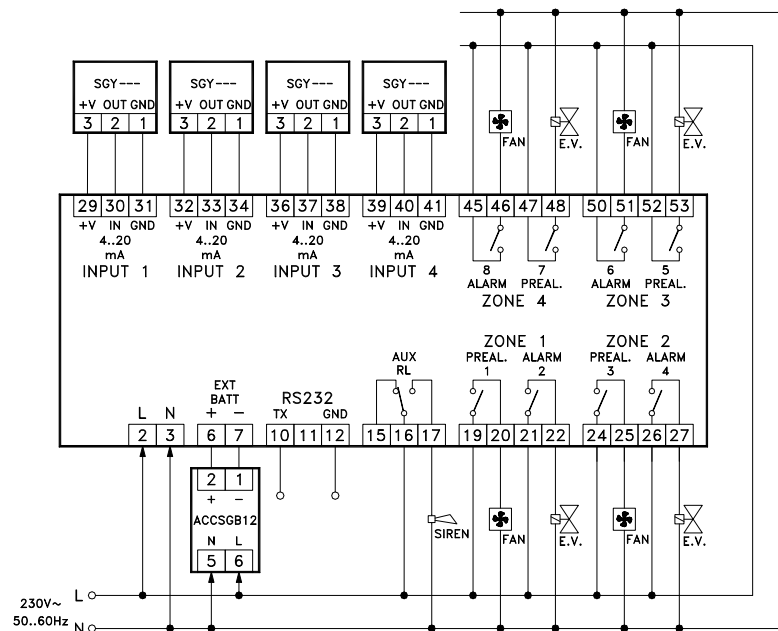 SGY--- SGY--- SGY--- SGY---
+V OUT GND +V OUT GND +V OUT GND +V OUT GND
3 2 1 3 2 1 3 2 1 3 2 1
FAN E.V. FAN E.V.
29 30 31 32 33 34 36 37 38 39 40 41 45 46 47 48 50 51 52 53
+V IN GND +V IN GND +V IN GND +V IN GND
4..20 4..20 4..20 4..20
mA mA mA mA
INPUT 1 INPUT 2 INPUT 3 INPUT 4
8 7 6 5
ALARM PREAL. ALARM PREAL.
ZONE 4 ZONE 3
ZONE 1 ZONE 2
AUX PREAL. ALARM PREAL. ALARM
RL 1 2 3 4
EXT
BATT
RS232
L N + − TX GND
2 3 6 7 10 11 12 15 16 17 19 20 21 22 24 25 26 27
2 1
+ −
ACCSGB12
N L
5 6
SIREN FAN E.V. FAN E.V.
230V~
50..60Hz
L
N